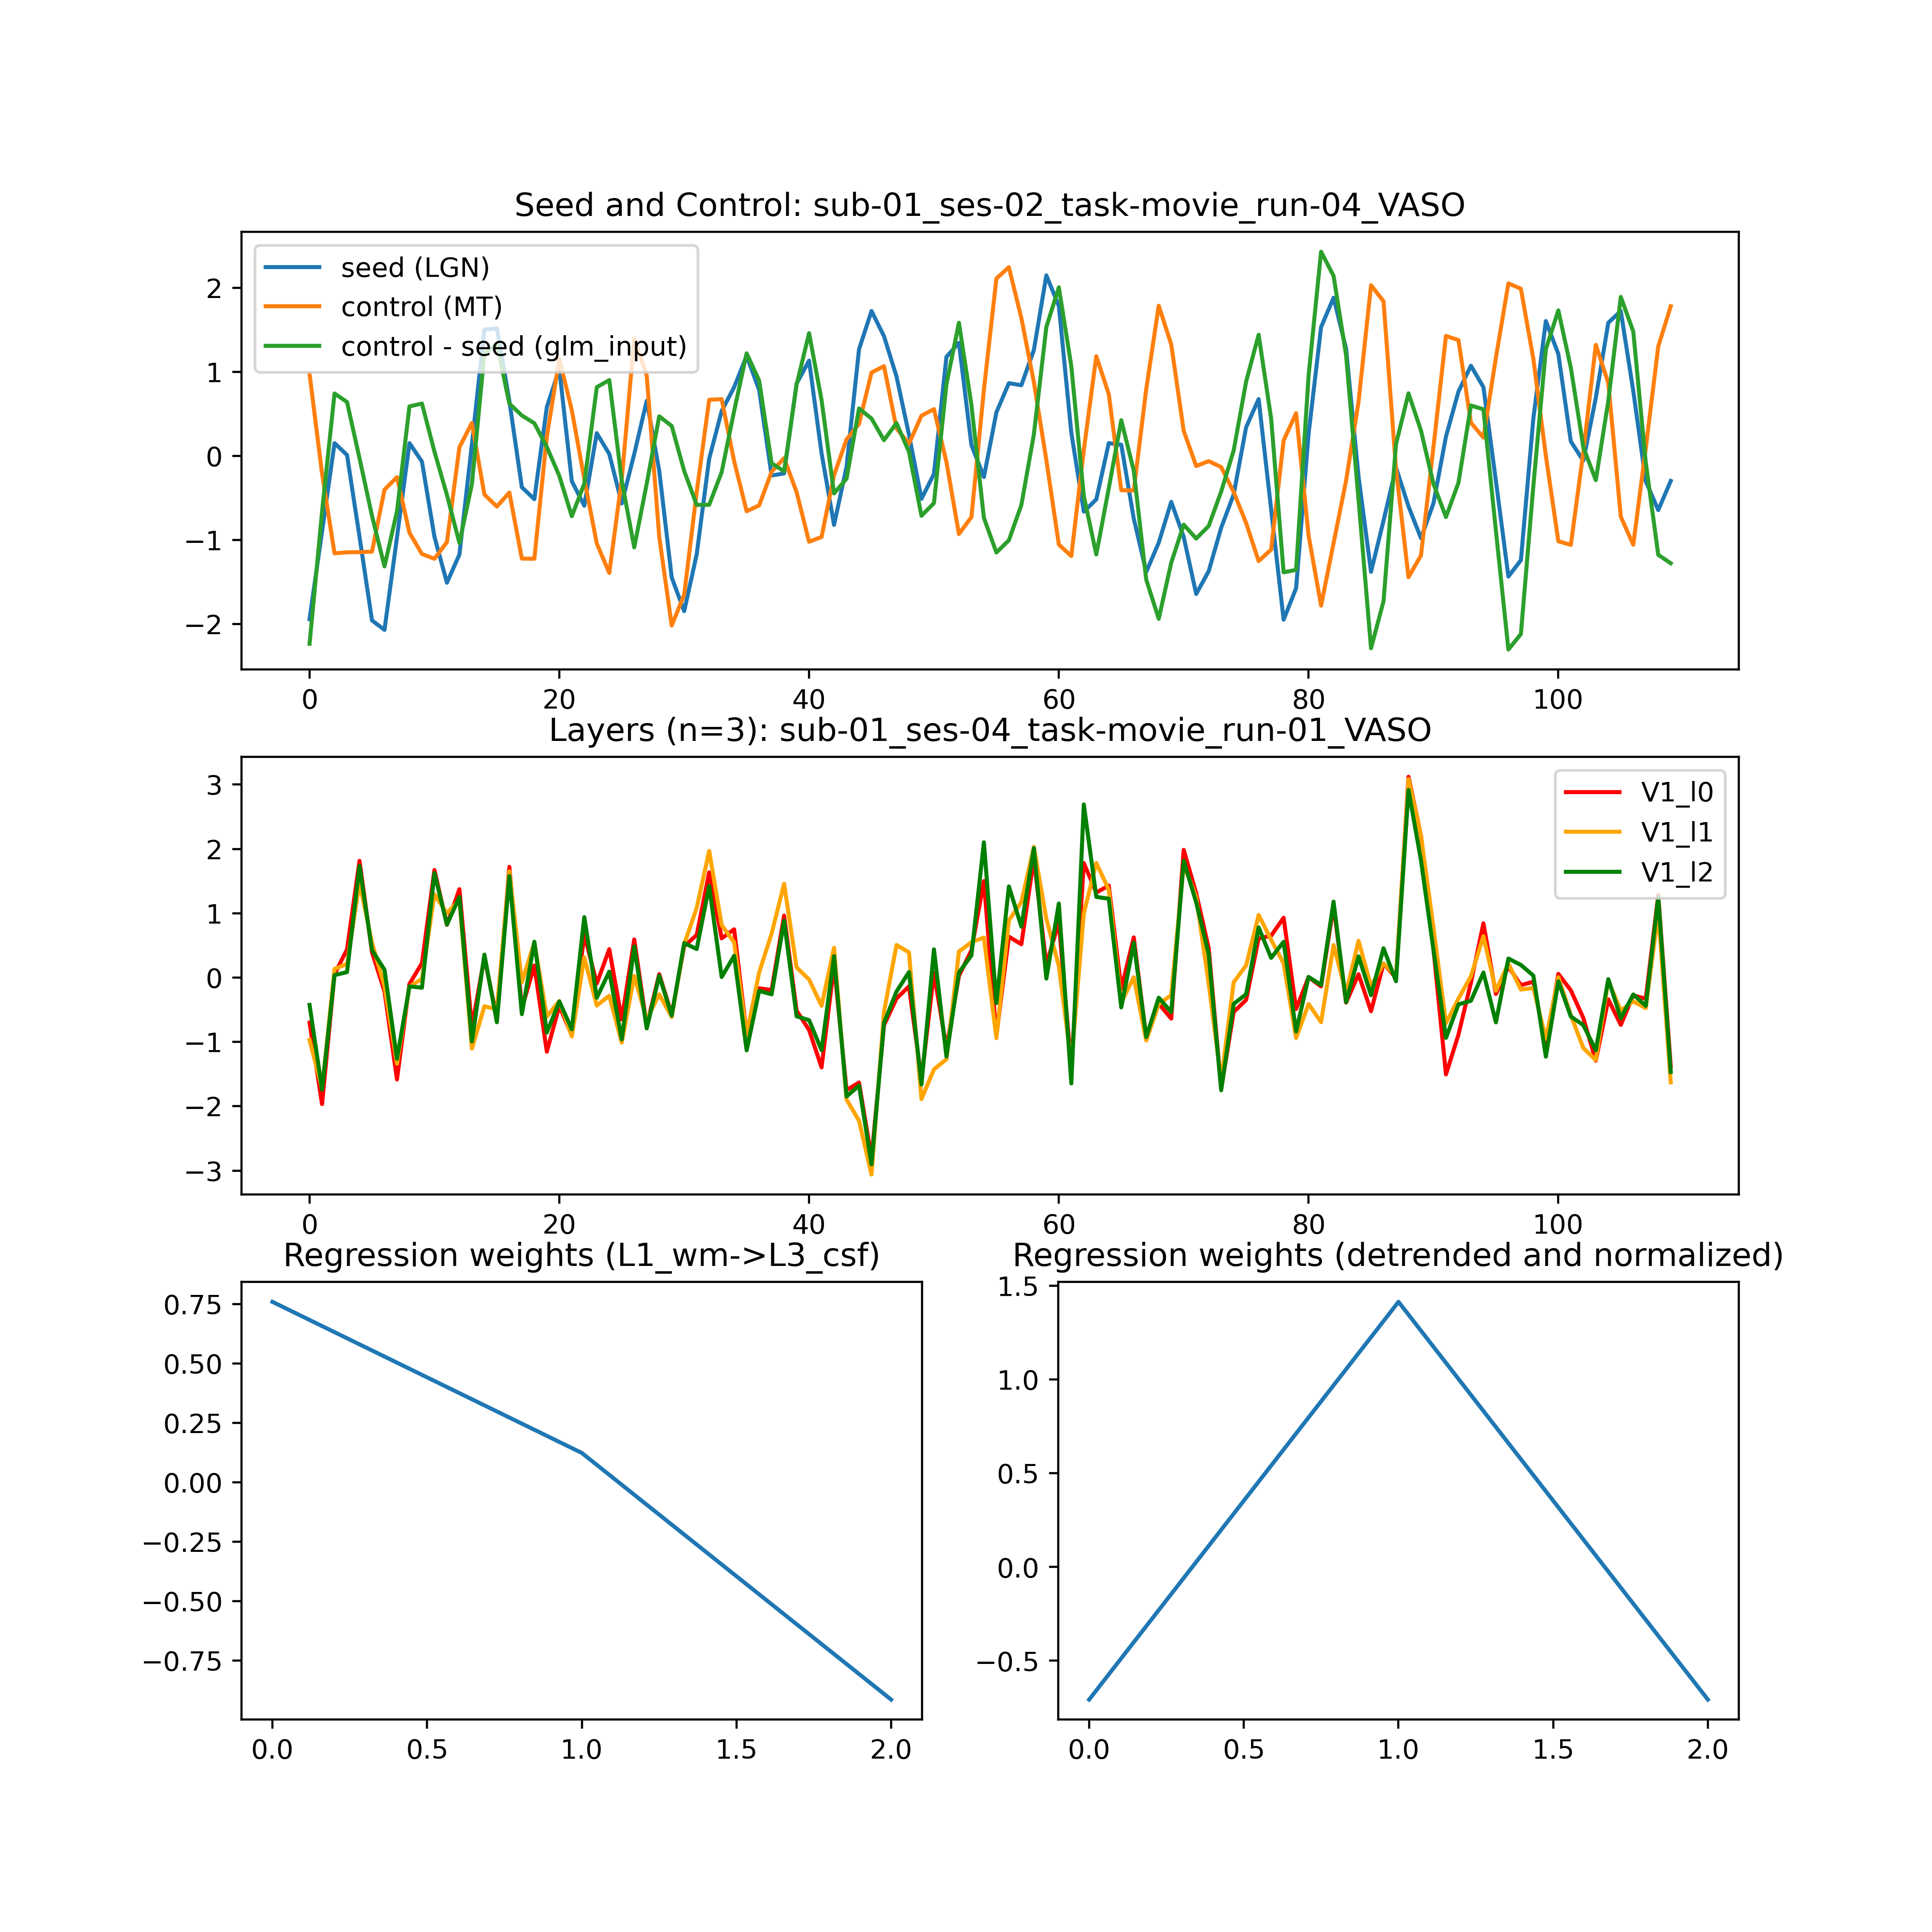 Seed and Control: sub-01_ses-02_task-movie_run-04_VASO
seed (LGN)
control (MT)
control - seed (glm_input)
2
1
0
−1
−2
0 20 40 60 80 100
Layers (n=3): sub-01_ses-04_task-movie_run-01_VASO
V1_l0
V1_l1
V1_l2
3
2
1
0
−1
−2
−3
0 20 40 60 80 100
Regression weights (L1_wm->L3_csf)
0.75
0.50
0.25
0.00
−0.25
−0.50
−0.75
0.0 0.5 1.0 1.5 2.0
Regression weights (detrended and normalized)
1.5
1.0
0.5
0.0
−0.5
0.0 0.5 1.0 1.5 2.0